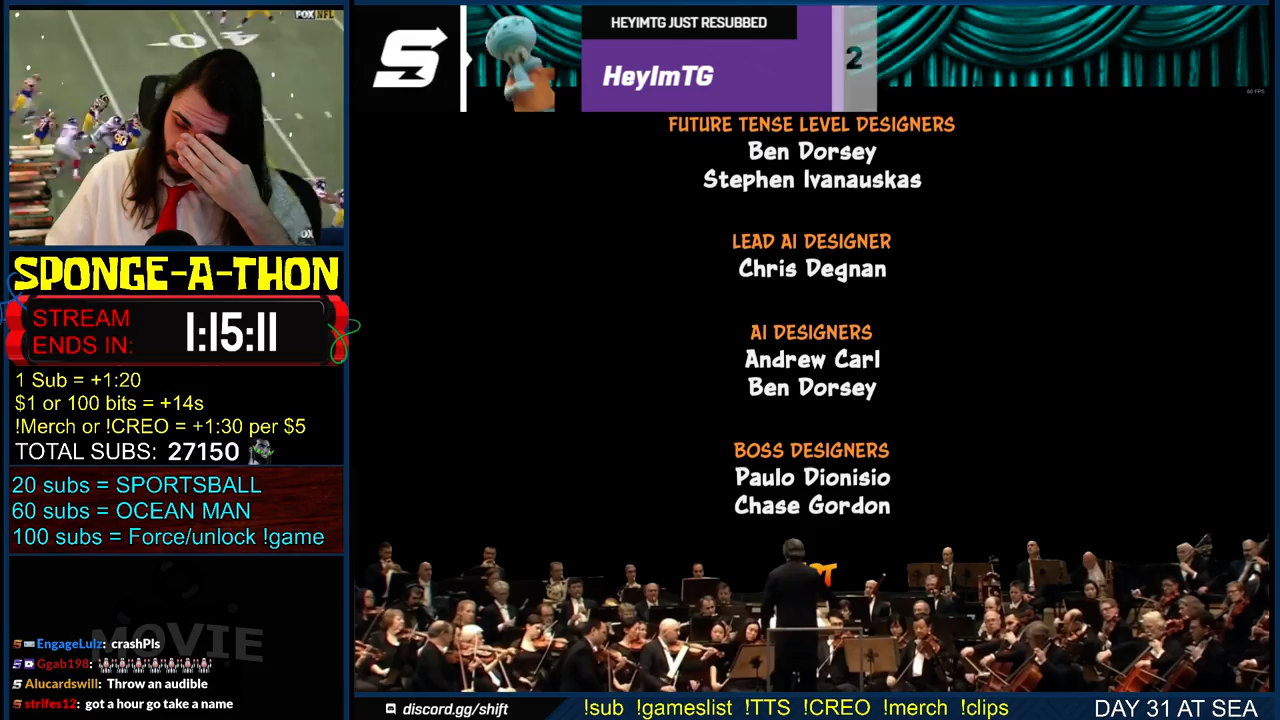 FOX NFL
HEYIMTG JUST RESUBBED
HeyImTG
2
FUTURE TENSE LEVEL DESIGNERS
Ben Dorsey
Stephen Ivanauskas
LEAD AI DESIGNER
Chris Degnan
AI DESIGNERS
Andrew Carl
Ben Dorsey
BOSS DESIGNERS
Paulo Dionisio
Chase Gordon
SPONGE-A-THON
STREAM
ENDS IN:
1:15:11
1 Sub = +1:20
$1 or 100 bits = +14s
!Merch or !CREO = +1:30 per $5
TOTAL SUBS: 27150
20 subs = SPORTSBALL
60 subs = OCEAN MAN
100 subs = Force/unlock !game
MOVIE
EngageLulz: crashPls
Ggab198:
Alucardswill: Throw an audible
strifes12: got a hour go take a name
discord.gg/shift
!sub !gameslist !TTS !CREO !merch !clips
DAY 31 AT SEA